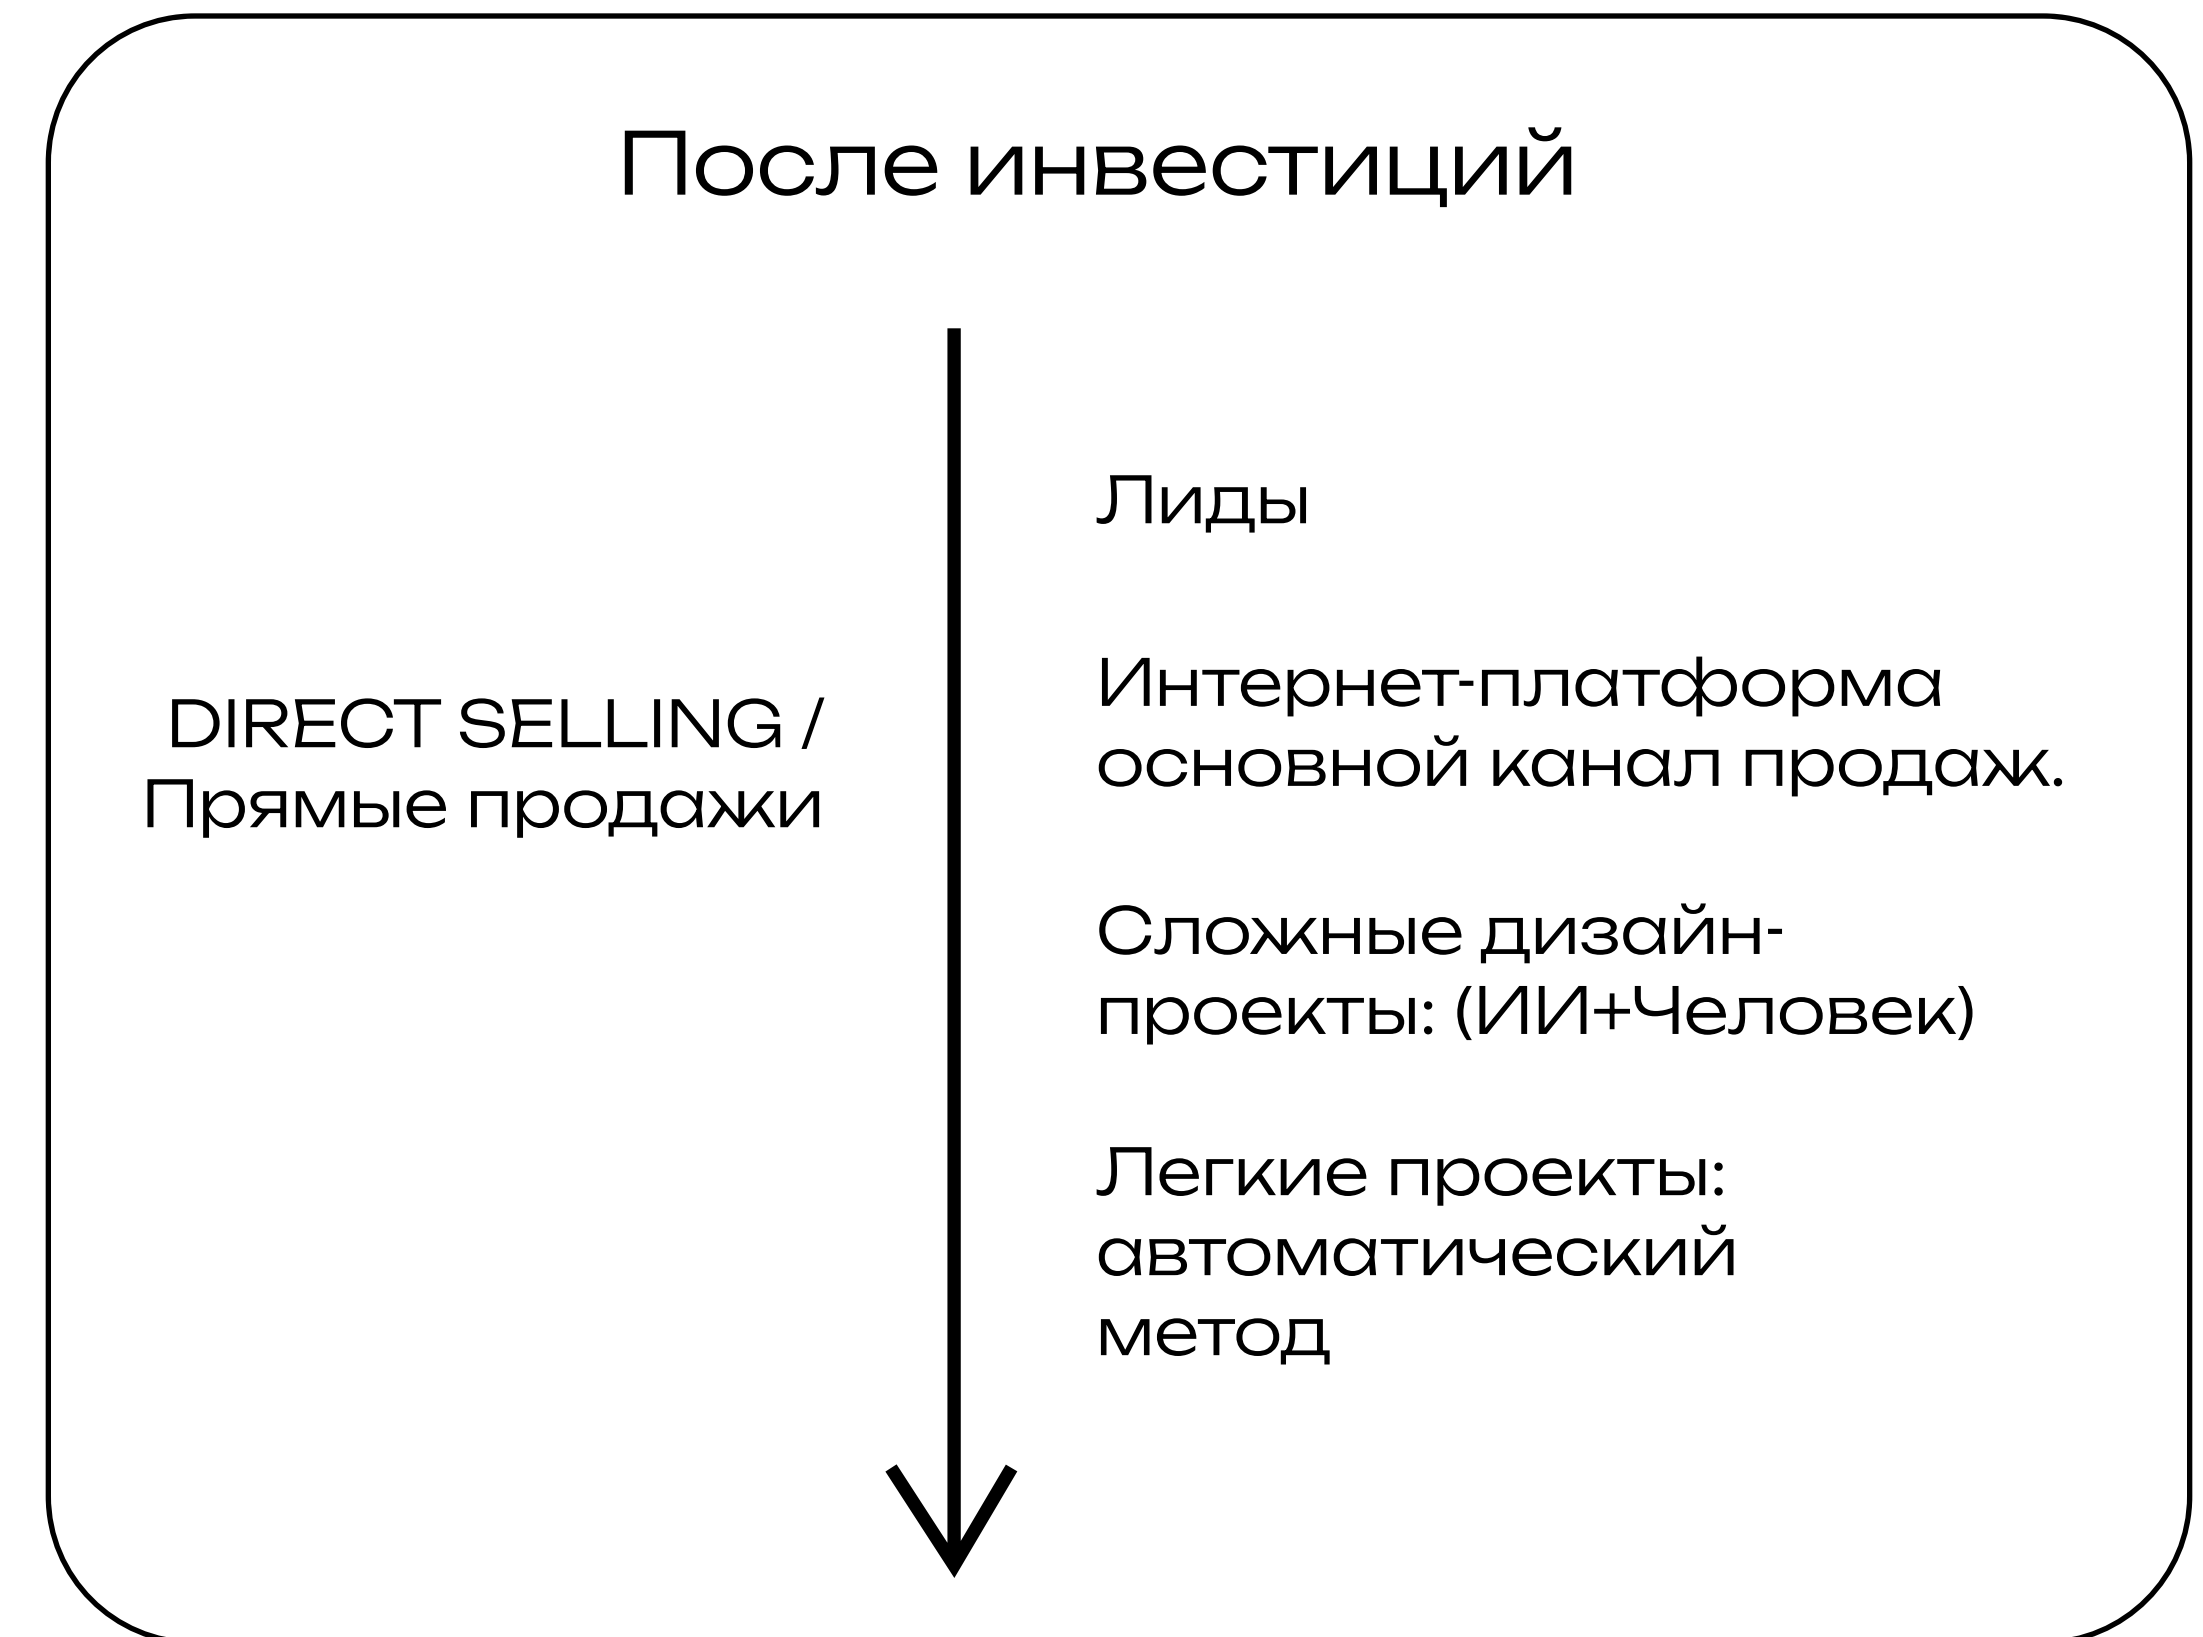 После инвестиций
DIRECT SELLING /
Прямые продажи
Лиды
Интернет-платформа
основной канал продаж.
Сложные дизайн-
проекты: (ИИ+Человек)
Легкие проекты:
автоматический
метод